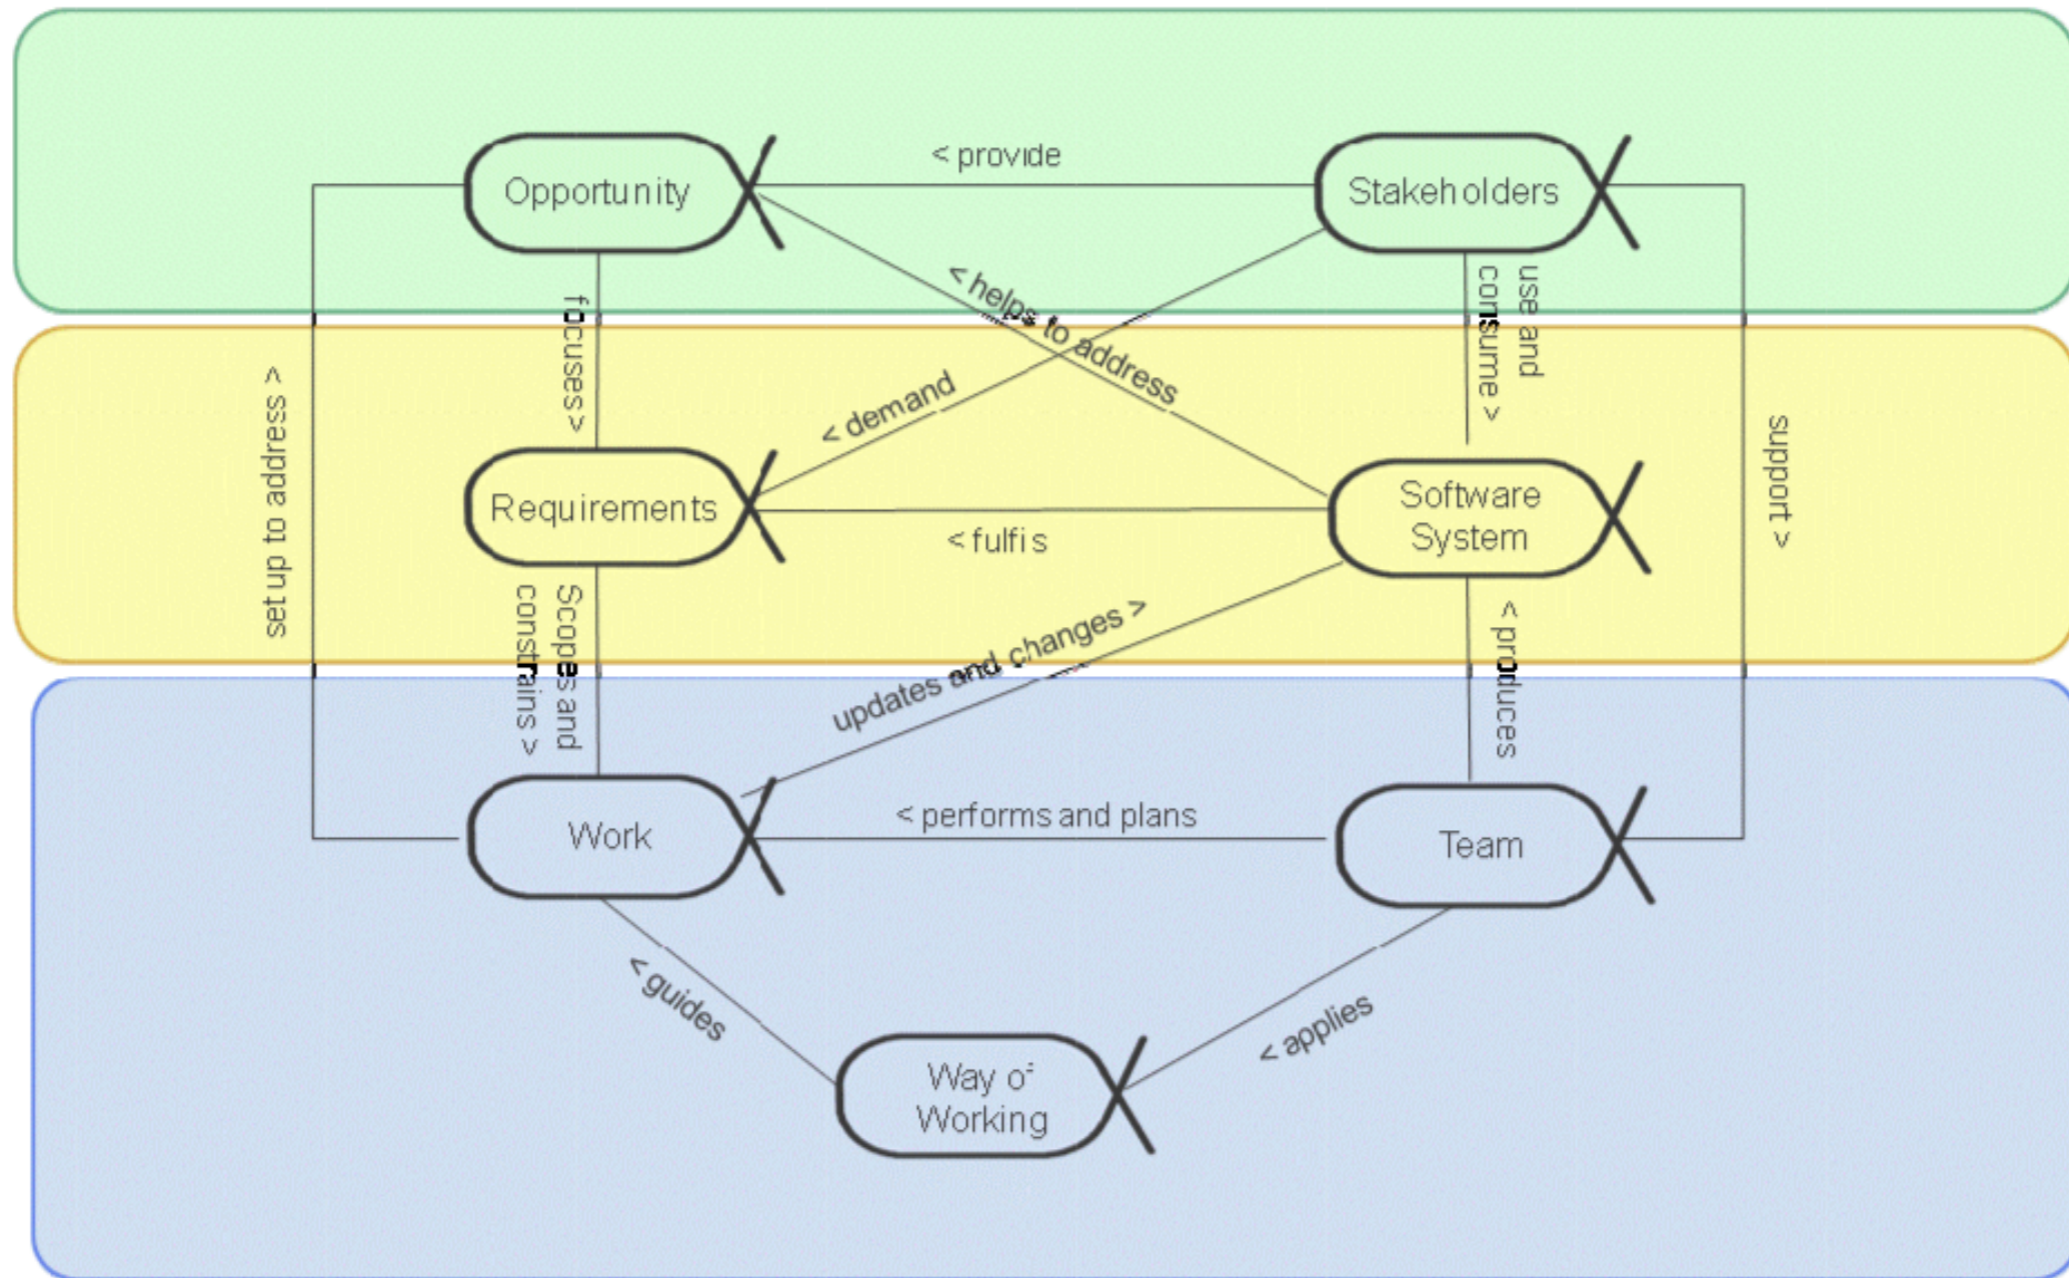 < provide
Opportunity
Stakeholders
< helps to address
use and
consume >
focuses >
< demand
set up to address >
support >
Requirements
Software
System
< fulfi s
Scopes and
constrains >
updates and changes >
< produces
< performs and plans
Work
Team
< guides
< applies
Way of
Working